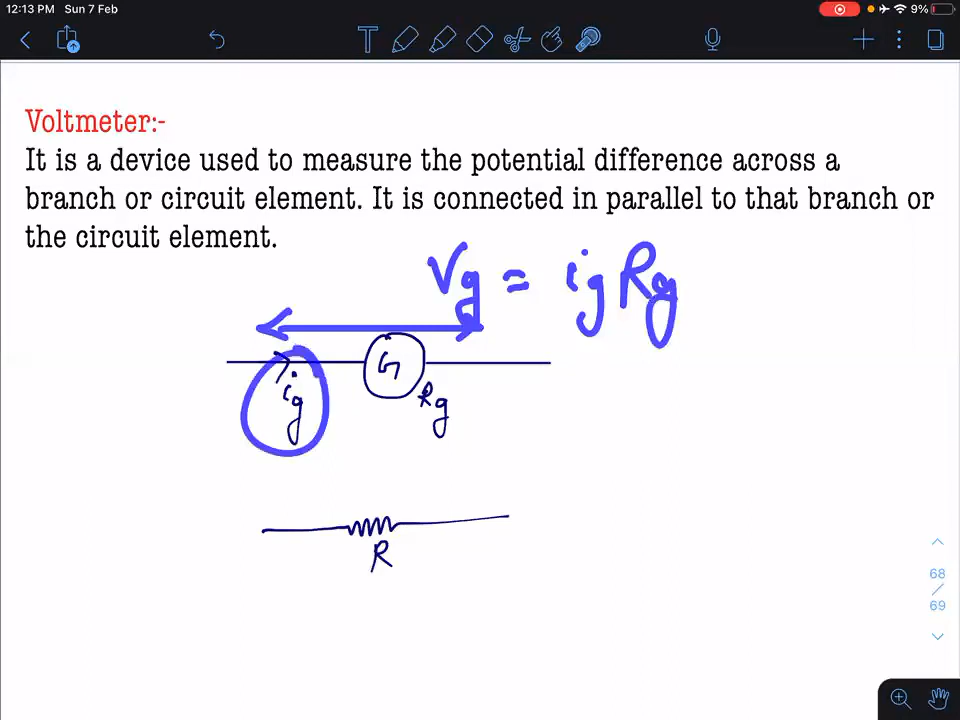 12:13 PM Sun 7 Feb
9%
T
Voltmeter:-
It is a device used to measure the potential difference across a
branch or circuit element. It is connected in parallel to that branch or
the circuit element.
Vg = ig Rg
G
ig
Rg
R
68
/
69